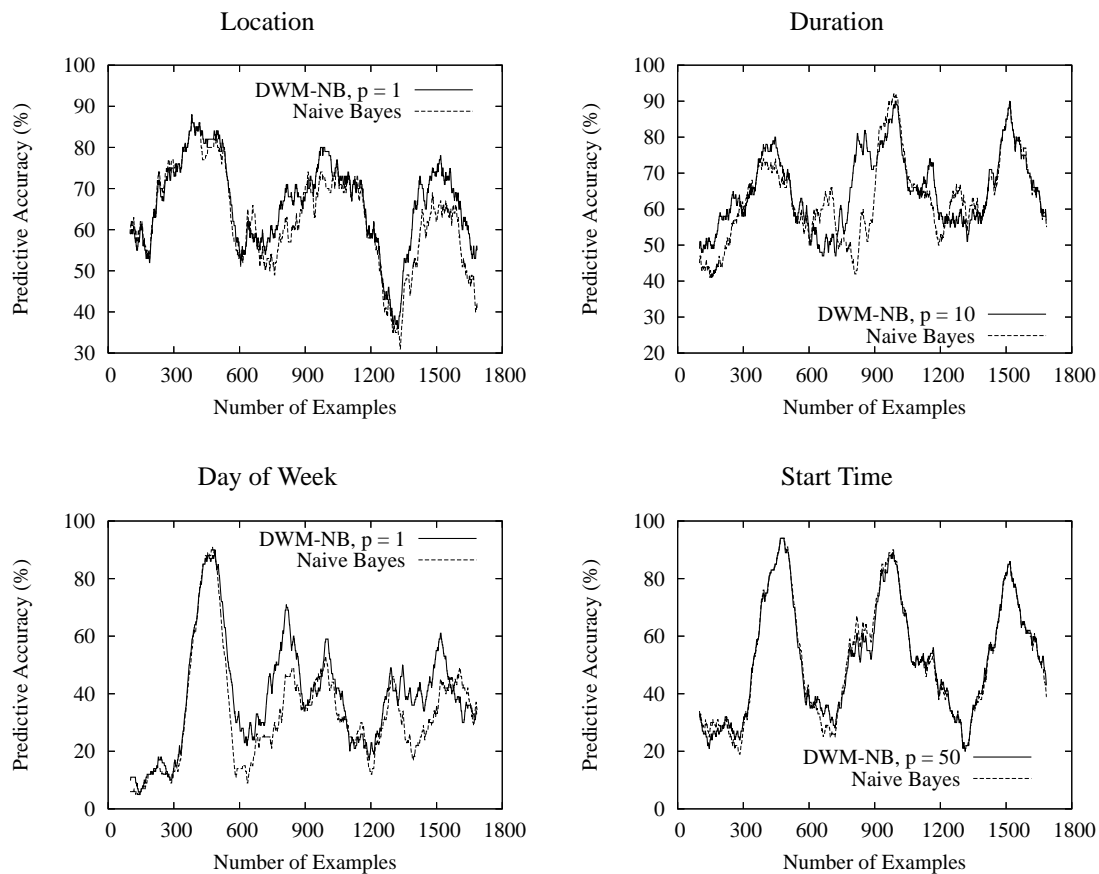 Location
Predictive Accuracy (%)
100
90
80
70
60
50
40
30
DWM-NB, p = 1
Naive Bayes
0 300 600 900 1200 1500 1800
Number of Examples
Duration
Predictive Accuracy (%)
100
90
80
70
60
50
40
30
20
DWM-NB, p = 10
Naive Bayes
0 300 600 900 1200 1500 1800
Number of Examples
Day of Week
Predictive Accuracy (%)
100
80
60
40
20
0
DWM-NB, p = 1
Naive Bayes
0 300 600 900 1200 1500 1800
Number of Examples
Start Time
Predictive Accuracy (%)
100
80
60
40
20
0
DWM-NB, p = 50
Naive Bayes
0 300 600 900 1200 1500 1800
Number of Examples